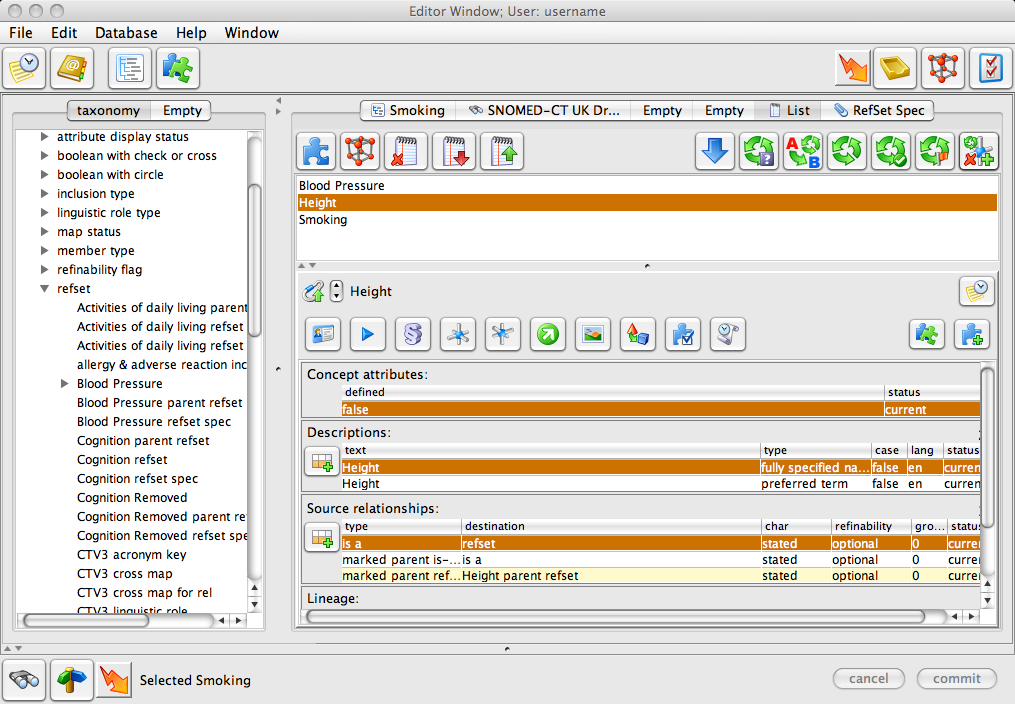 Editor Window; User: username
File Edit Database Help Window
taxonomy Empty
attribute display status
boolean with check or cross
boolean with circle
inclusion type
linguistic role type
map status
member type
refinability flag
refset
Activities of daily living parent
Activities of daily living refset
Activities of daily living refset
allergy & adverse reaction inc
Blood Pressure
Blood Pressure parent refset
Blood Pressure refset spec
Cognition parent refset
Cognition refset
Cognition refset spec
Cognition Removed
Cognition Removed parent re
Cognition Removed refset spe
CTV3 acronym key
CTV3 cross map
CTV3 cross map for rel
CTV3 linguistic role
Smoking SNOMED-CT UK Dr... Empty Empty List RefSet Spec
A B
Blood Pressure
Height
Smoking
Height
Concept attributes:
defined status
false current
Descriptions:
text type case lang status
Height fully specified na... false en curren
Height preferred term false en curren
Source relationships:
type destination char refinability gro... status
is a refset stated optional 0 curren
marked parent is-... is a stated optional 0 curren
marked parent ref... Height parent refset stated optional 0 curren
Lineage:
Selected Smoking
cancel commit